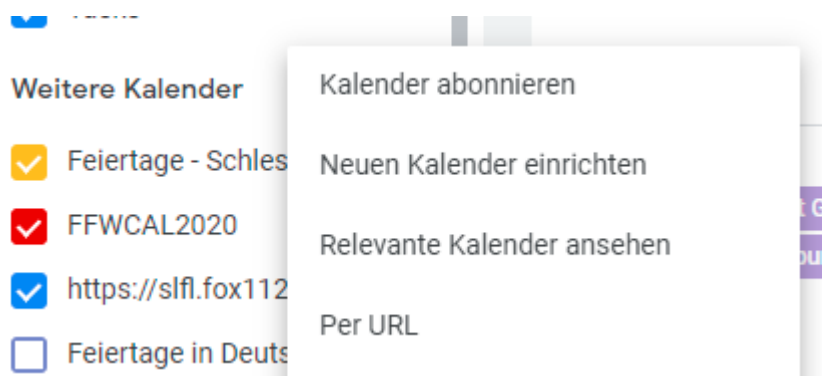 Weitere Kalender
Feiertage - Schles
FFWCAL2020
https://slfl.fox112
Feiertage in Deuts
Kalender abonnieren
Neuen Kalender einrichten
Relevante Kalender ansehen
Per URL